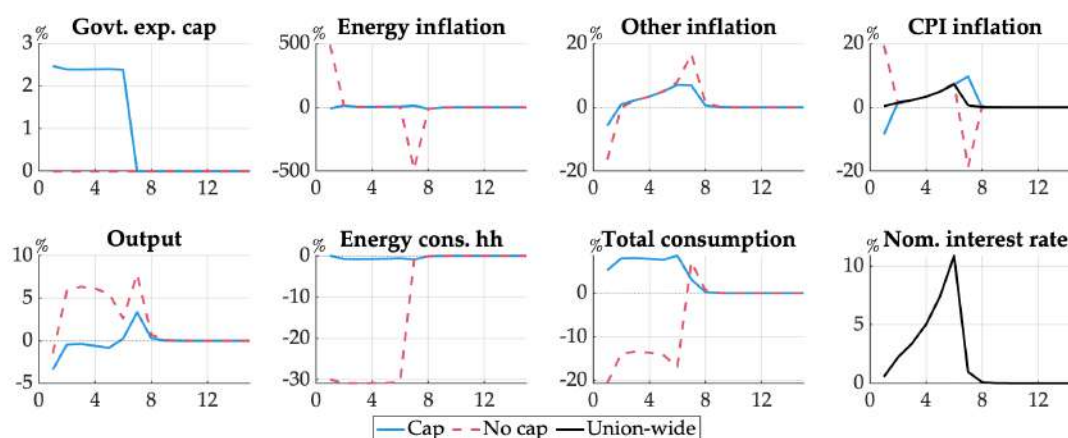 Govt. exp. cap
%
3
2
1
0
0 4 8 12
Energy inflation
%
500
0
-500
0 4 8 12
Other inflation
%
20
0
-20
0 4 8 12
CPI inflation
%
20
0
-20
0 4 8 12
Output
%
10
5
0
-5
0 4 8 12
Energy cons. hh
%
0
-10
-20
-30
0 4 8 12
Total consumption
%
0
-10
-20
0 4 8 12
Nom. interest rate
%
10
5
0
0 4 8 12
Cap No cap Union-wide